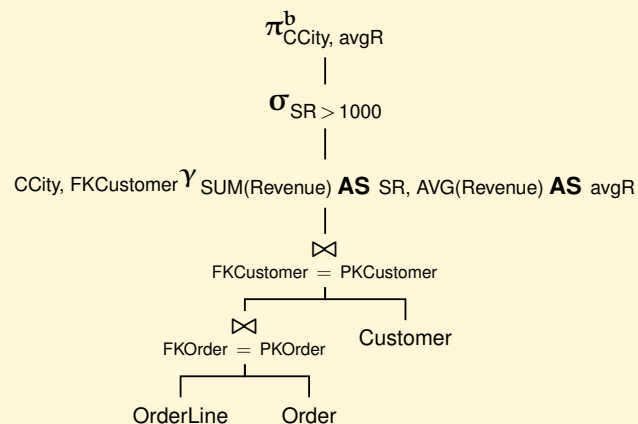 π^b CCity, avgR
σ SR > 1000
CCity, FKCustomer γ SUM(Revenue) AS SR, AVG(Revenue) AS avgR
⋈
FKCustomer = PKCustomer
⋈
FKOrder = PKOrder
Customer
OrderLine Order